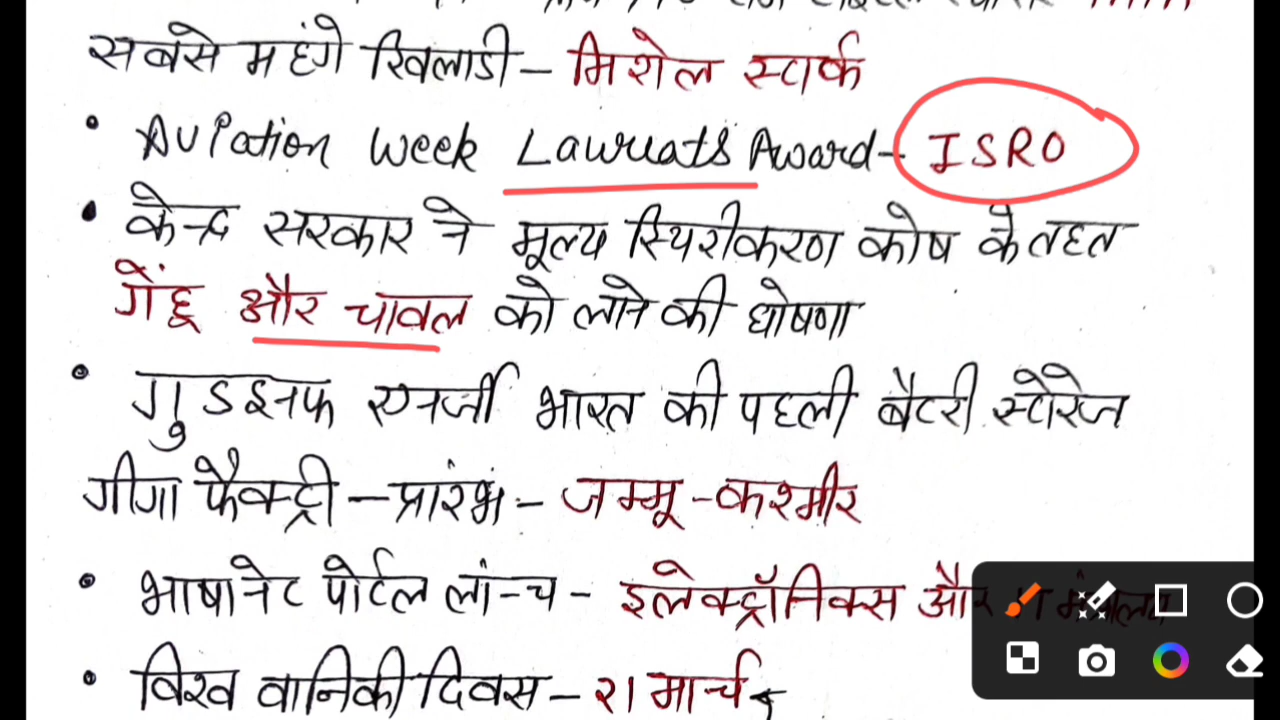 सबसे महंगे खिलाडी - मिशेल स्टार्क
• Aviation Week Lawreats Award - ISRO
• केन्द्र सरकार ने मूल्य स्थिरीकरण कोष के तहत
गेंहू और चावल को लाने की घोषणा
• गुडइनफ एनर्जी भारत की पहली बैटरी स्टोरेज
गीगा फैक्ट्री - प्रारंभ - जम्मू - कश्मीर
• भाषानेट पोर्टल लांन्च - इलेक्ट्रॉनिक्स और
• विश्व वानिकी दिवस - 21 मार्च